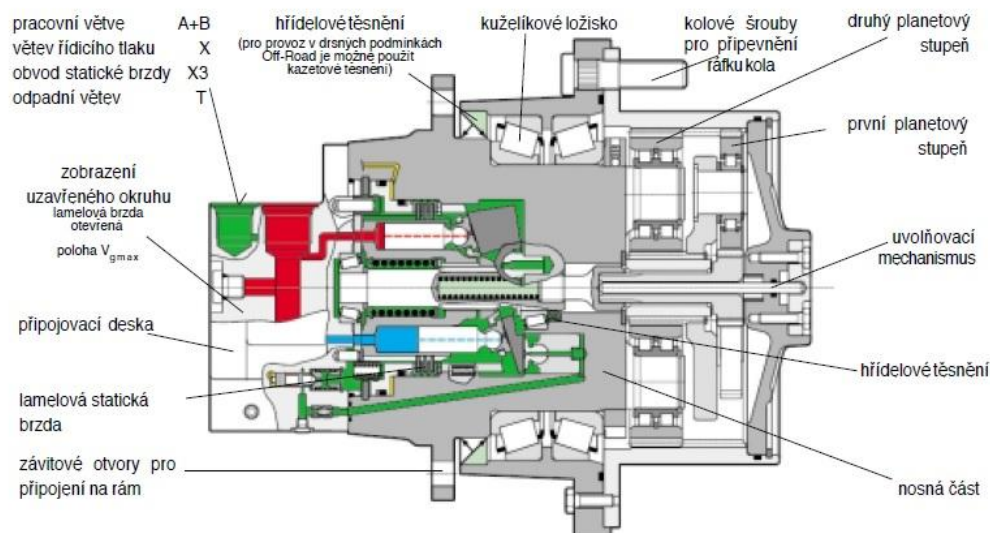 pracovní větve A+B
větev řídicího tlaku X
obvod statické brzdy X3
odpadní větev T
hřídelové těsnění
(pro provoz v drsných podmínkách
Off-Road je možné použít
kazetové těsnění)
kuželíkové ložisko
kolové šrouby
pro připevnění
ráfku kola
druhý planetový
stupeň
první planetový
stupeň
zobrazení
uzavřeného okruhu
lamelová brzda
otevřená
poloha Vgmax
uvolňovací
mechanismus
připojovací deska
hřídelové těsnění
lamelová statická
brzda
závitové otvory pro
připojení na rám
nosná část